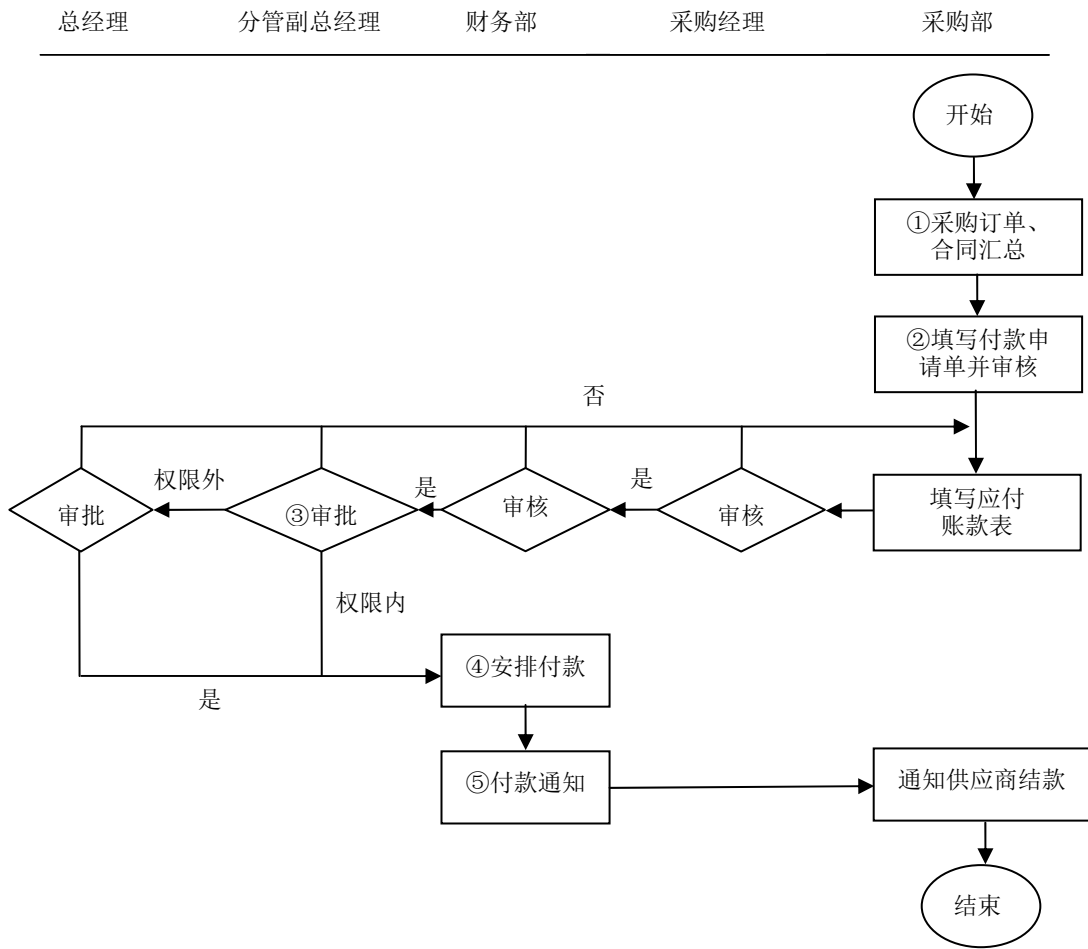 总经理 分管副总经理 财务部 采购经理 采购部
开始
①采购订单、
合同汇总
②填写付款申
请单并审核
否
权限外
是
是
审批
③审批
审核
审核
填写应付
账款表
权限内
④安排付款
是
⑤付款通知
通知供应商结款
结束